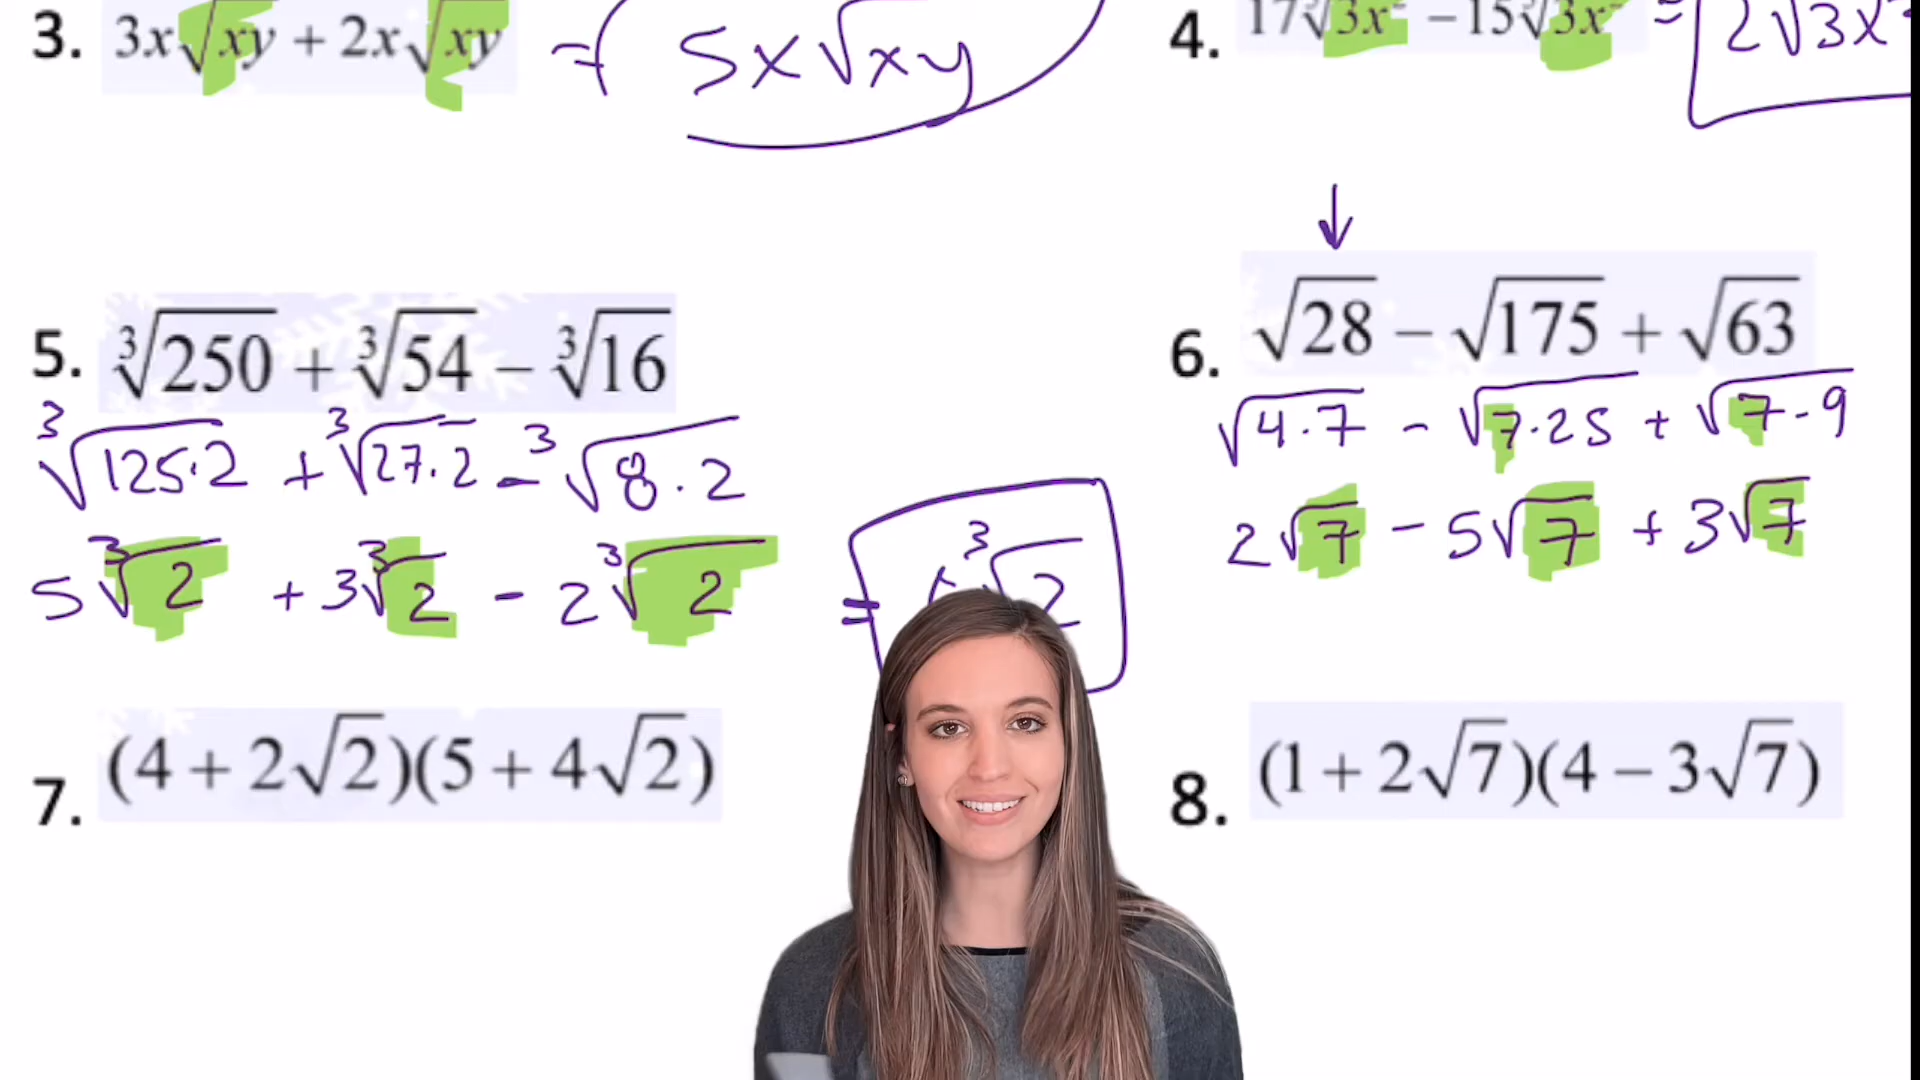 3. 3x√xy + 2x√xy = 5x√xy
4. 17√3x² − 15√3x² = 2√3x²
5. ∛250 + ∛54 − ∛16
∛125·2 + ∛27·2 − ∛8·2
5∛2 + 3∛2 − 2∛2 = ∛2
6. √28 − √175 + √63
√4·7 − √7·25 + √7·9
2√7 − 5√7 + 3√7
7. (4 + 2√2)(5 + 4√2)
8. (1 + 2√7)(4 − 3√7)